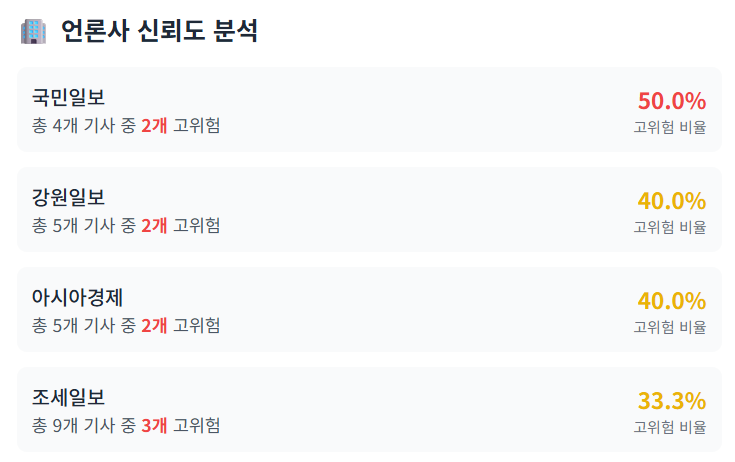 언론사 신뢰도 분석
국민일보
50.0%
총 4개 기사 중 2개 고위험
고위험 비율
강원일보
40.0%
총 5개 기사 중 2개 고위험
고위험 비율
아시아경제
40.0%
총 5개 기사 중 2개 고위험
고위험 비율
조세일보
33.3%
총 9개 기사 중 3개 고위험
고위험 비율